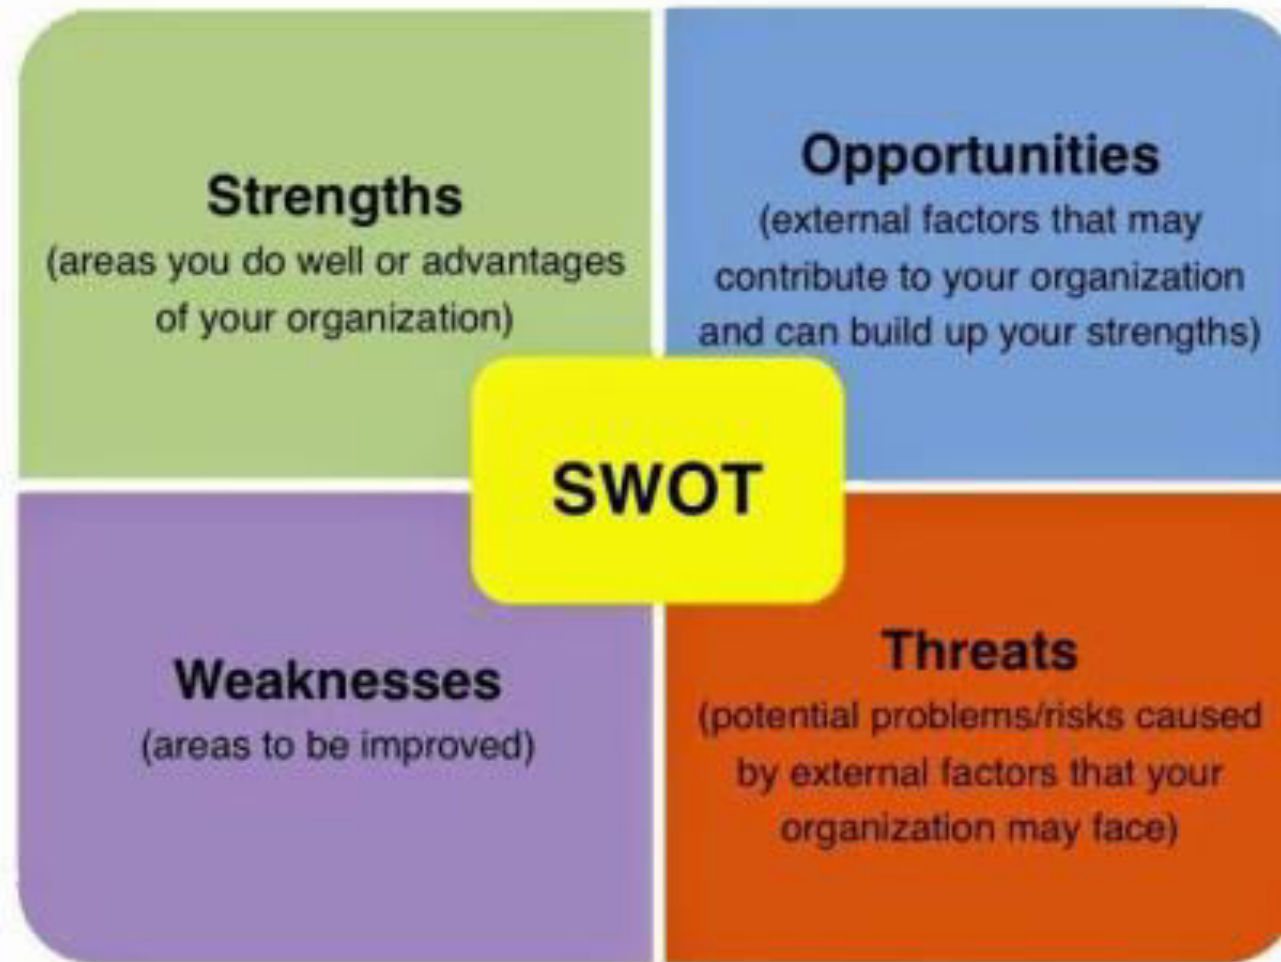 Strengths
(areas you do well or advantages
of your organization)
Opportunities
(external factors that may
contribute to your organization
and can build up your strengths)
SWOT
Weaknesses
(areas to be improved)
Threats
(potential problems/risks caused
by external factors that your
organization may face)